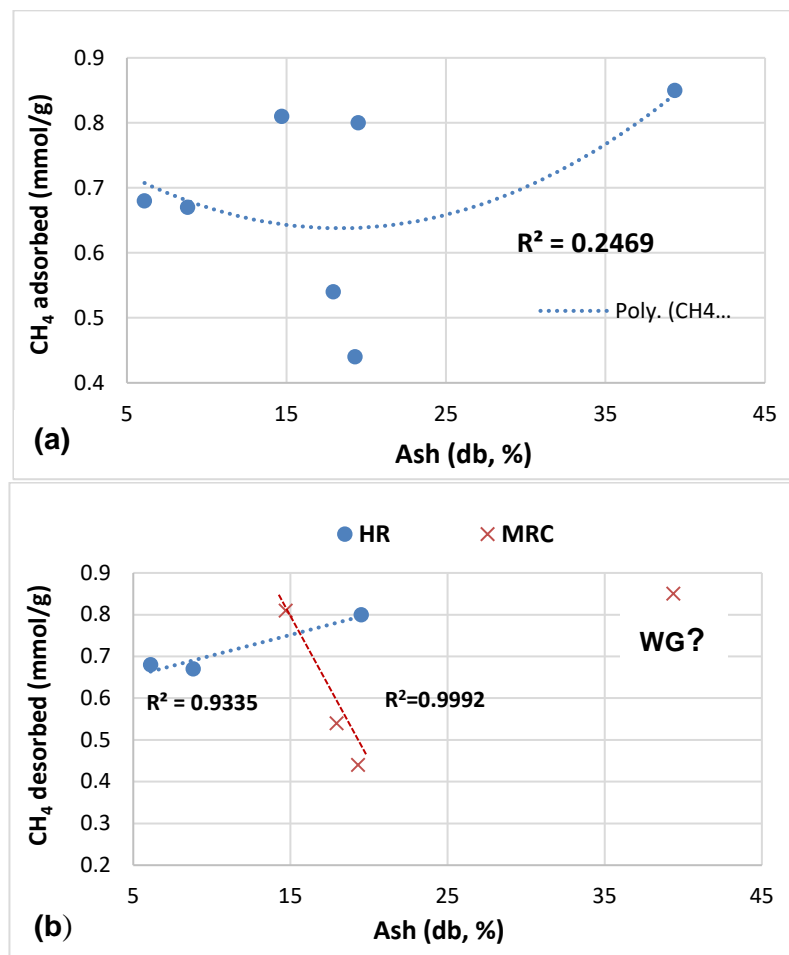 0.9
0.8
0.7
0.6
0.5
0.4
CH₄ adsorbed (mmol/g)
R² = 0.2469
Poly. (CH4...
5 15 25 35 45
(a)
Ash (db, %)
HR MRC
0.9
0.8
0.7
0.6
0.5
0.4
0.3
0.2
CH₄ desorbed (mmol/g)
WG?
R² = 0.9335 R²=0.9992
5 15 25 35 45
(b)
Ash (db, %)